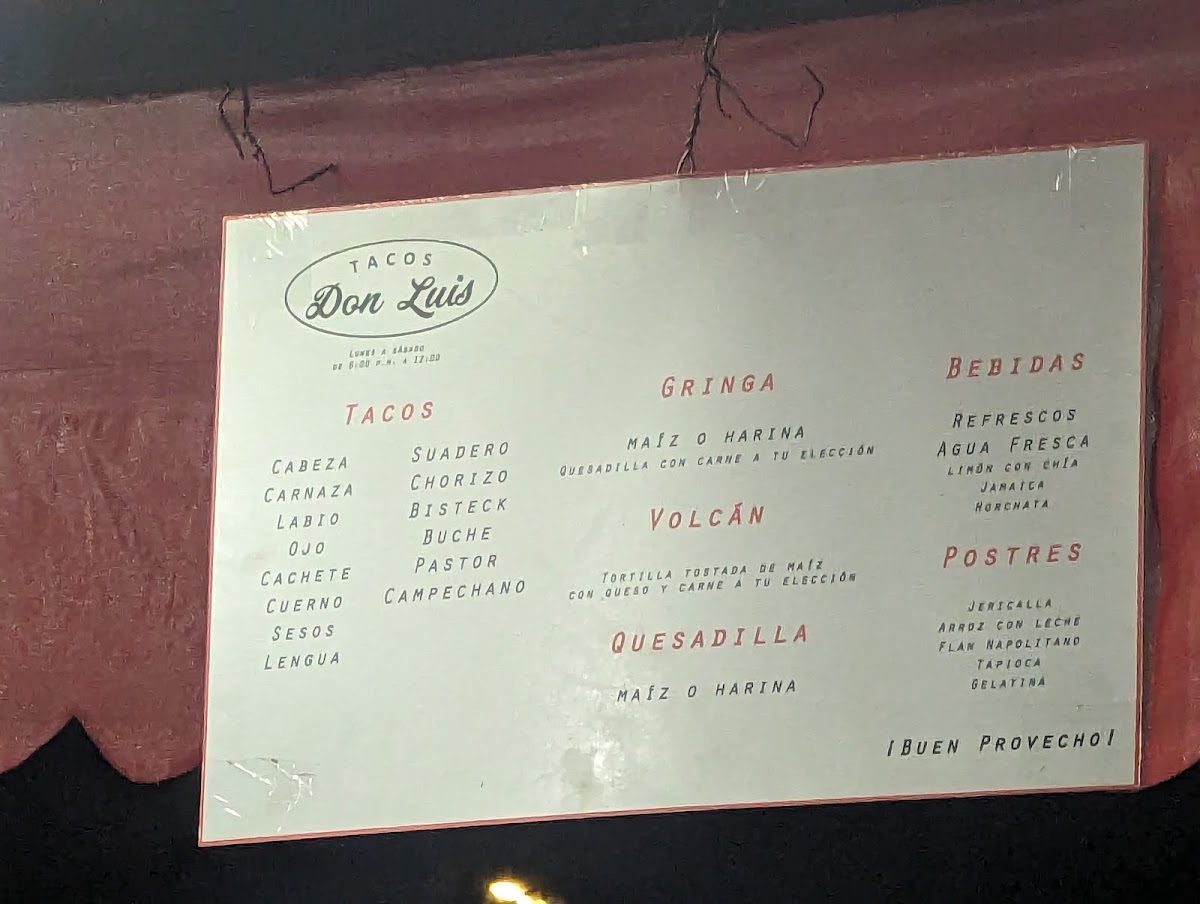 TACOS
Don Luis
LUNES A SÁBADO
DE 6:00 P.M. A 12:00
TACOS
CABEZA
CARNAZA
LABIO
OJO
CACHETE
CUERNO
SESOS
LENGUA
SUADERO
CHORIZO
BISTECK
BUCHE
PASTOR
CAMPECHANO
GRINGA
MAÍZ O HARINA
QUESADILLA CON CARNE A TU ELECCIÓN
VOLCÁN
TORTILLA TOSTADA DE MAÍZ
CON QUESO Y CARNE A TU ELECCIÓN
QUESADILLA
MAÍZ O HARINA
BEBIDAS
REFRESCOS
AGUA FRESCA
LIMÓN CON CHÍA
JAMAICA
HORCHATA
POSTRES
JERICALLA
ARROZ CON LECHE
FLAN NAPOLITANO
TAPIOCA
GELATINA
¡BUEN PROVECHO!